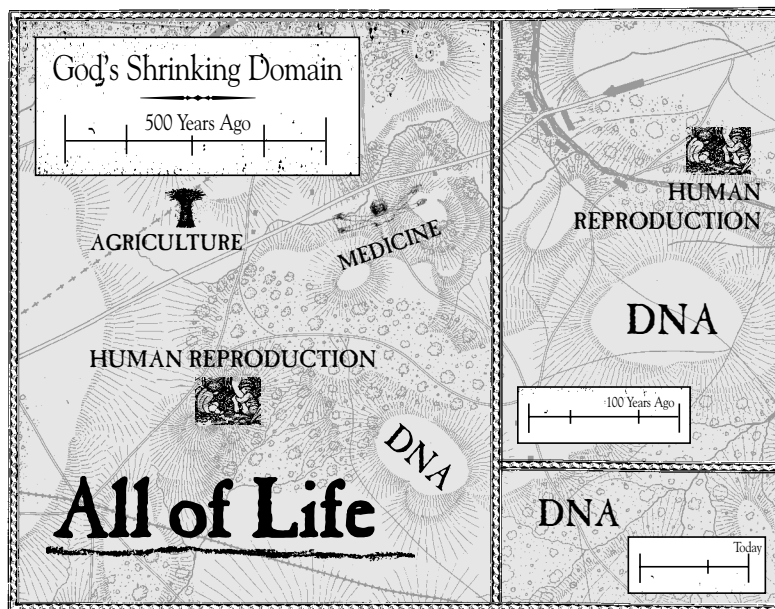 God's Shrinking Domain
500 Years Ago
AGRICULTURE
MEDICINE
HUMAN REPRODUCTION
DNA
All of Life
HUMAN
REPRODUCTION
DNA
100 Years Ago
DNA
Today